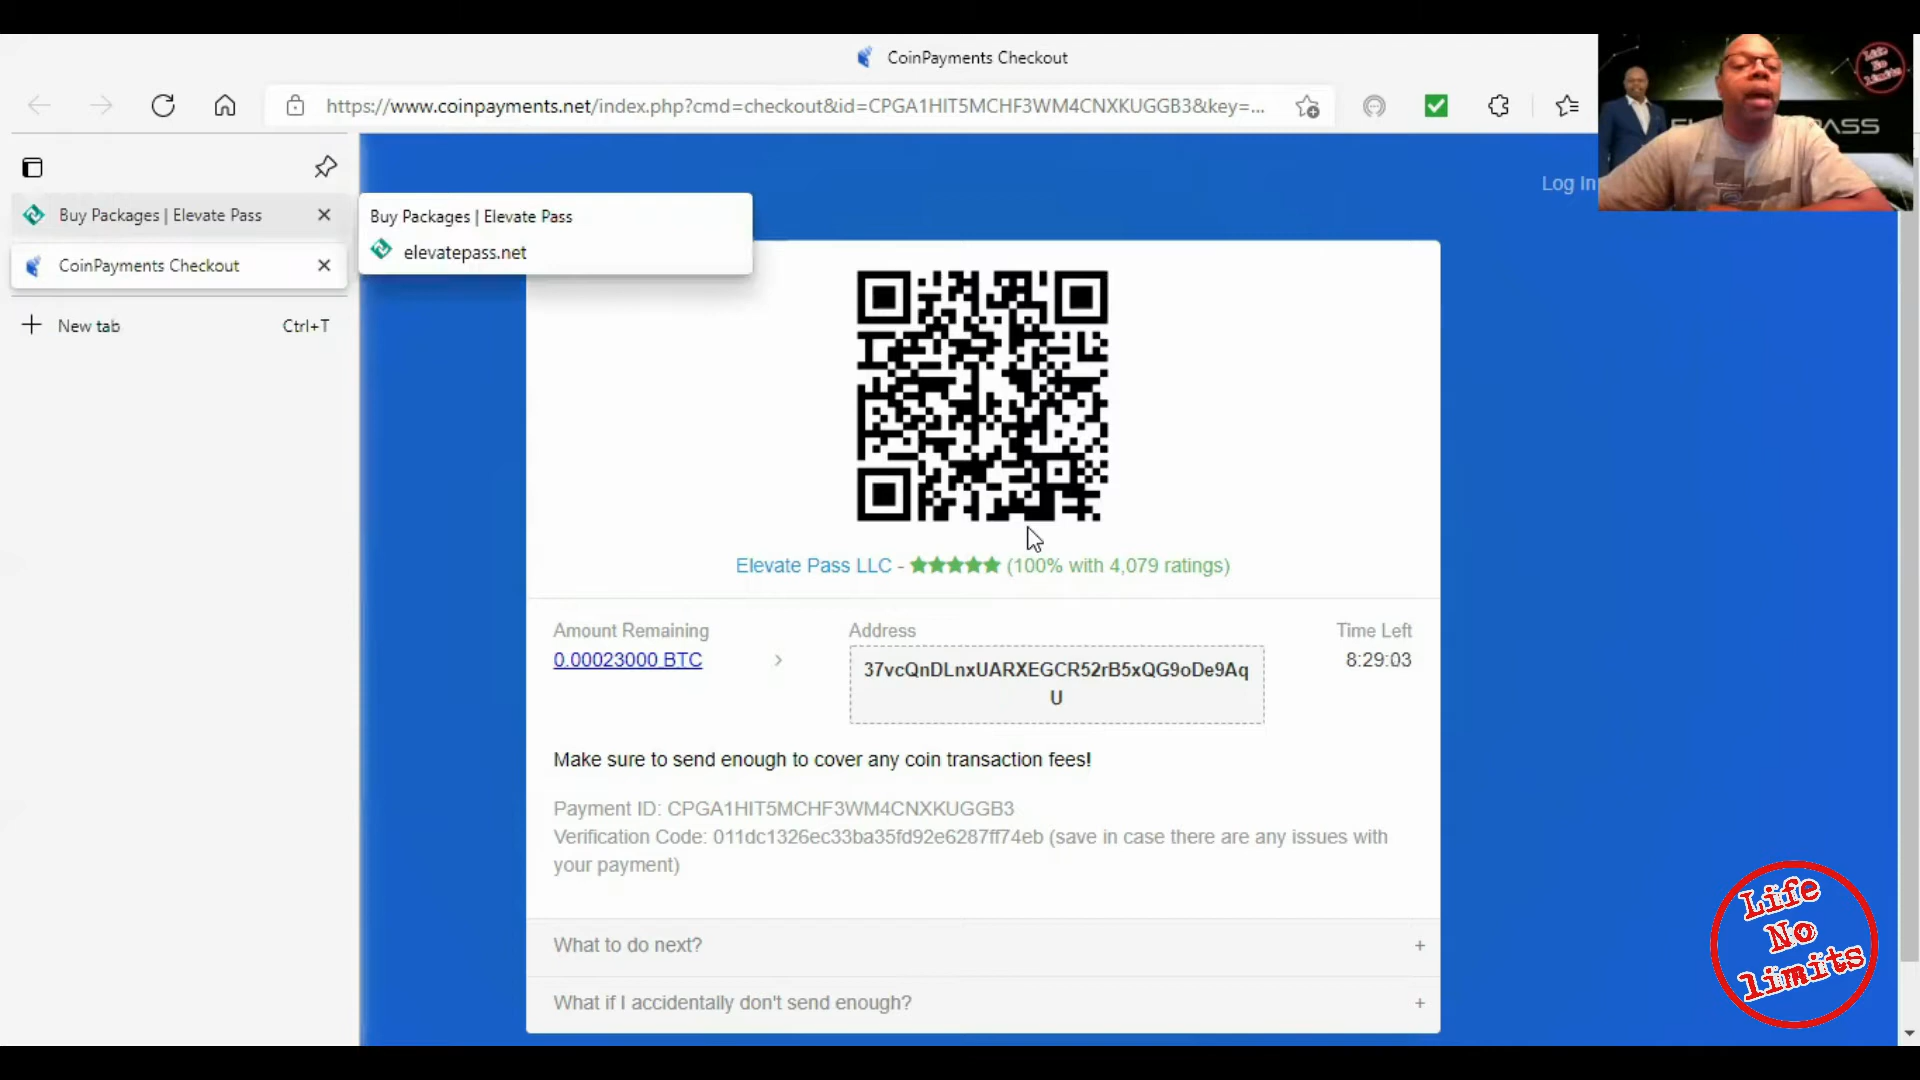 CoinPayments Checkout
https://www.coinpayments.net/index.php?cmd=checkout&id=CPGA1HIT5MCHF3WM4CNXKUGGB3&key=...
Buy Packages | Elevate Pass
CoinPayments Checkout
New tab Ctrl+T
Buy Packages | Elevate Pass
elevatepass.net
Log In
Life No limits
Elevate Pass LLC - ★★★★★ (100% with 4,079 ratings)
Amount Remaining
0.00023000 BTC
Address
37vcQnDLnxUARXEGCR52rB5xQG9oDe9Aq
U
Time Left
8:29:03
Make sure to send enough to cover any coin transaction fees!
Payment ID: CPGA1HIT5MCHF3WM4CNXKUGGB3
Verification Code: 011dc1326ec33ba35fd92e6287ff74eb (save in case there are any issues with
your payment)
What to do next? +
What if I accidentally don't send enough? +
Life
No
limits